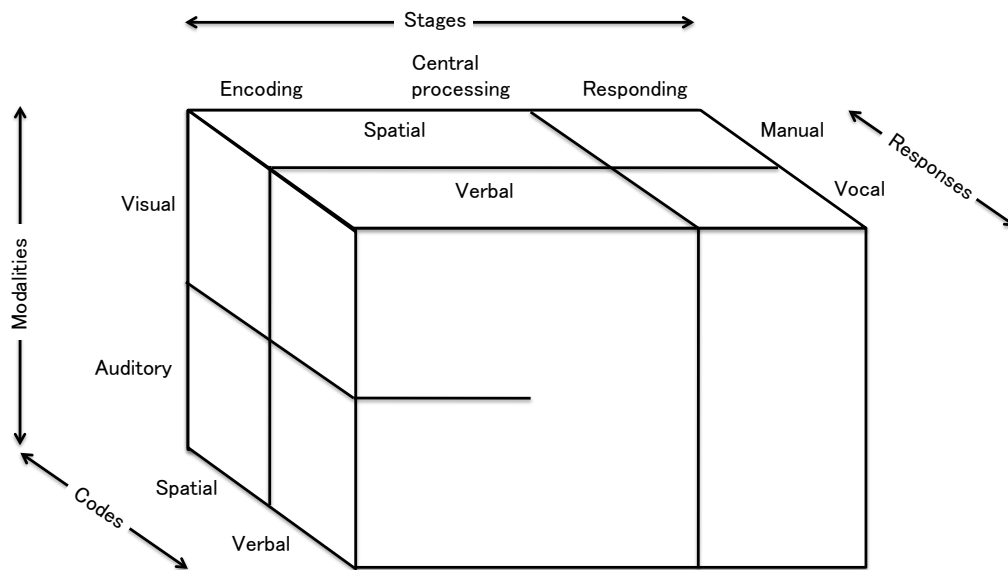 Stages
Central
Encoding processing Responding
Spatial
Manual
Responses
Verbal
Vocal
Visual
Modalities
Auditory
Spatial
Codes
Verbal